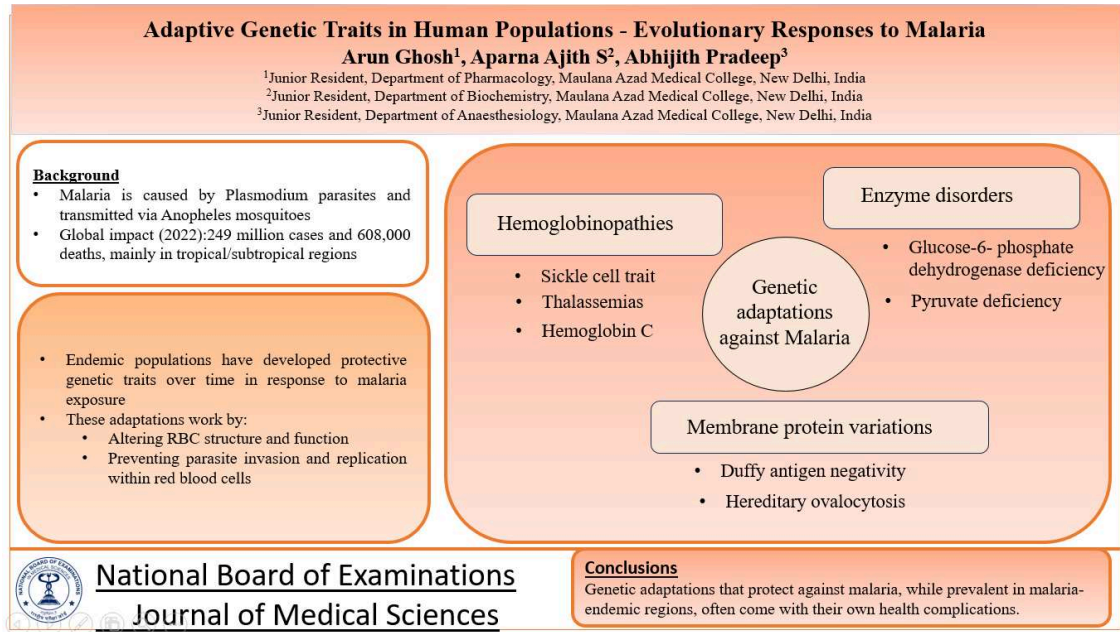 Adaptive Genetic Traits in Human Populations - Evolutionary Responses to Malaria
Arun Ghosh1, Aparna Ajith S2, Abhijith Pradeep3
1Junior Resident, Department of Pharmacology, Maulana Azad Medical College, New Delhi, India
2Junior Resident, Department of Biochemistry, Maulana Azad Medical College, New Delhi, India
3Junior Resident, Department of Anaesthesiology, Maulana Azad Medical College, New Delhi, India
Background
• Malaria is caused by Plasmodium parasites and
transmitted via Anopheles mosquitoes
• Global impact (2022):249 million cases and 608,000
deaths, mainly in tropical/subtropical regions
• Endemic populations have developed protective
genetic traits over time in response to malaria
exposure
• These adaptations work by:
• Altering RBC structure and function
• Preventing parasite invasion and replication
within red blood cells
Hemoglobinopathies
• Sickle cell trait
• Thalassemias
• Hemoglobin C
Enzyme disorders
• Glucose-6- phosphate
dehydrogenase deficiency
• Pyruvate deficiency
Genetic
adaptations
against Malaria
Membrane protein variations
• Duffy antigen negativity
• Hereditary ovalocytosis
National Board of Examinations
Journal of Medical Sciences
Conclusions
Genetic adaptations that protect against malaria, while prevalent in malaria-
endemic regions, often come with their own health complications.